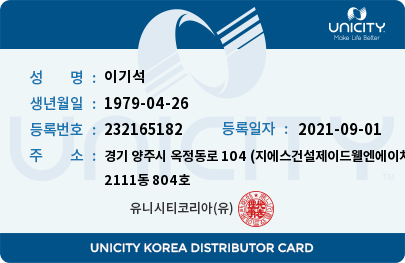 UNICITY
Make Life Better
성 명 : 이기석
생년월일 : 1979-04-26
등록번호 : 232165182 등록일자 : 2021-09-01
주 소 : 경기 양주시 옥정동로 104 (지에스건설제이드웰엔에이치
2111동 804호
UNICITY
유니시티코리아(유)
UNICITY KOREA DISTRIBUTOR CARD